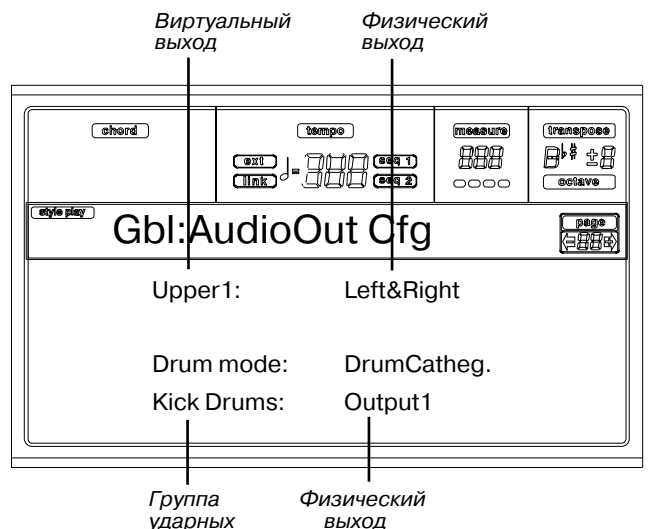 Виртуальный выход
Физический выход
chord
tempo
measure
transpose
ext
link
seq 1
seq 2
octave
style play
Gbl:AudioOut Cfg
page
Upper1: Left&Right
Drum mode: DrumCatheg.
Kick Drums: Output1
Группа ударных
Физический выход